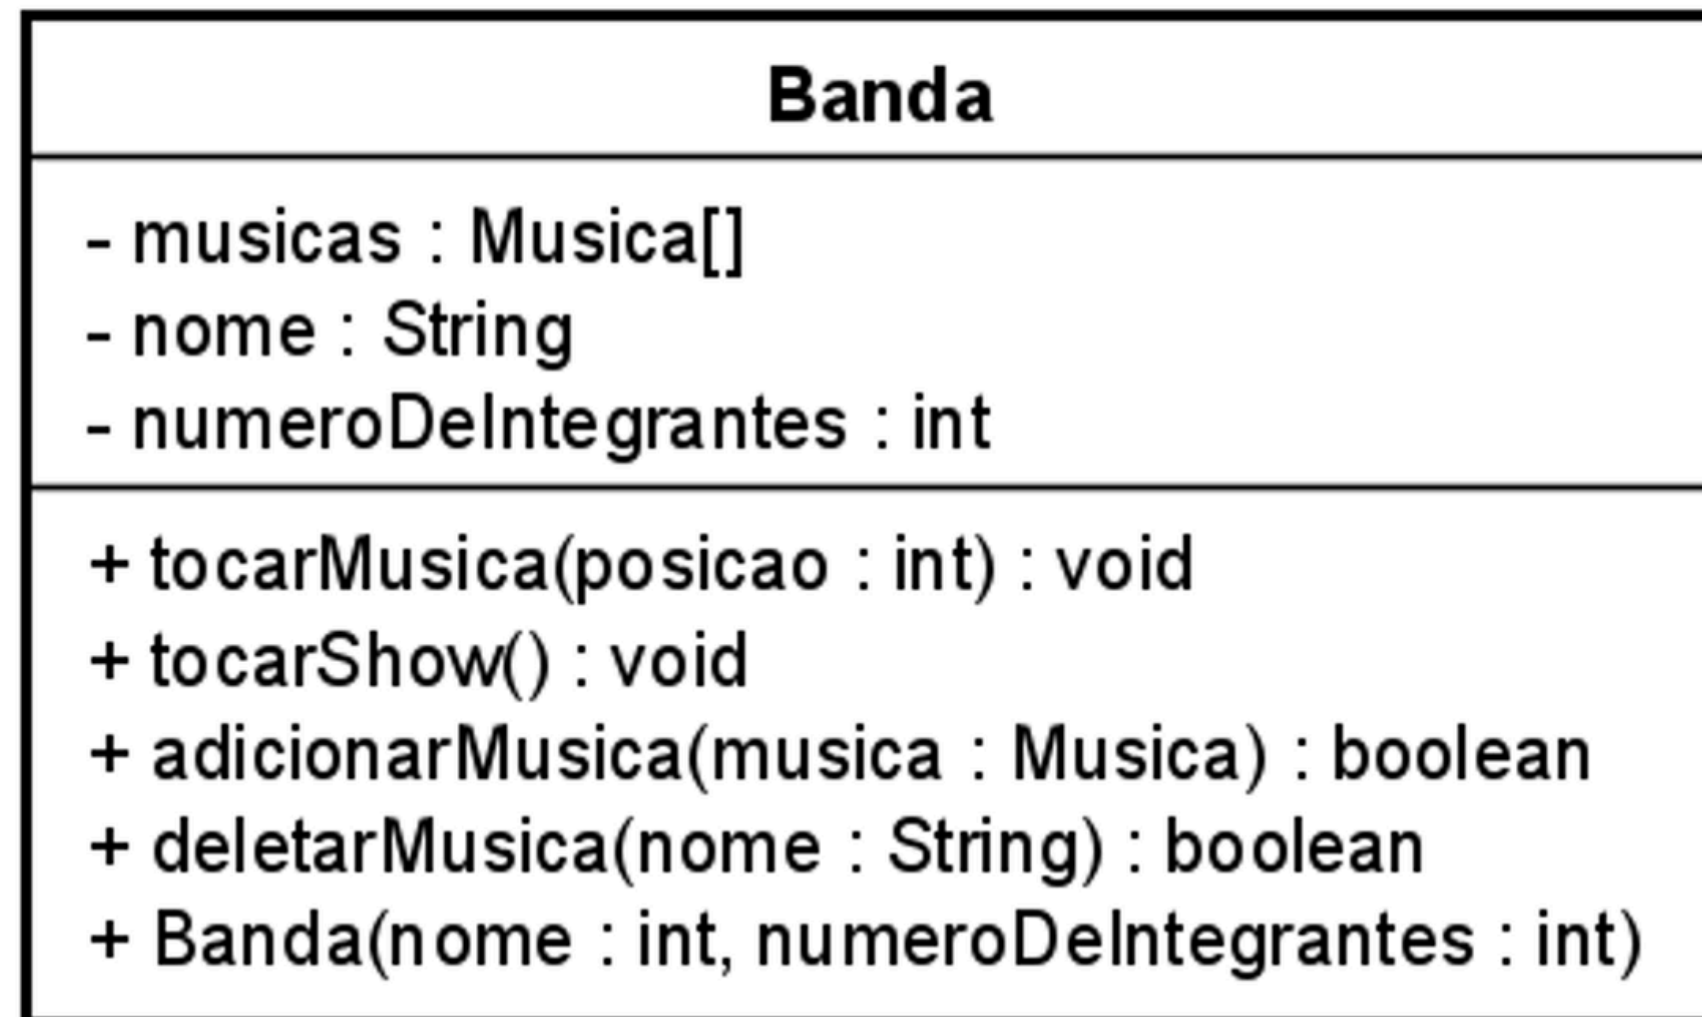 Banda
- musicas : Musica[]
- nome : String
- numeroDeIntegrantes : int
+ tocarMusica(posicao : int) : void
+ tocarShow() : void
+ adicionarMusica(musica : Musica) : boolean
+ deletarMusica(nome : String) : boolean
+ Banda(nome : int, numeroDeIntegrantes : int)